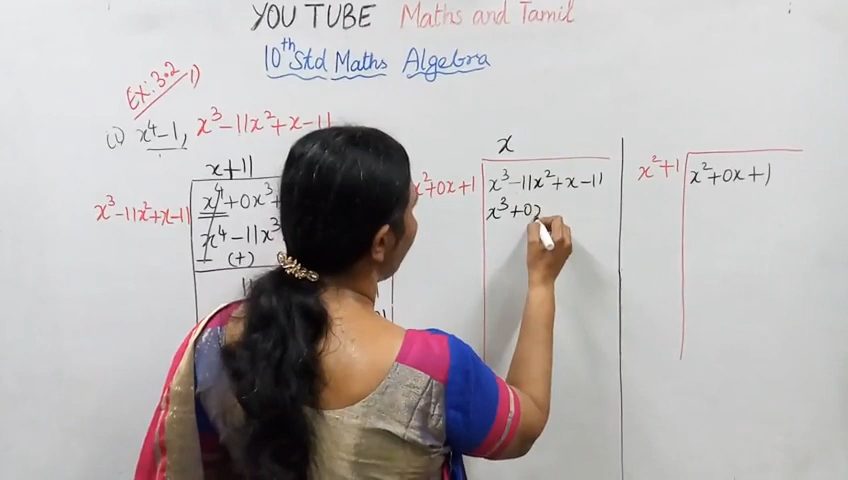 YOU TUBE Maths and Tamil
10th Std Maths Algebra
Ex: 3.2 1)
x⁴-1, x³-11x²+x-11
x+11
x
x³-11x²+x-11
x⁴+0x³+
x²+0x+1
x³-11x²+x-11
x²+1
x²+0x+1
x⁴-11x³
x³+0
(+)